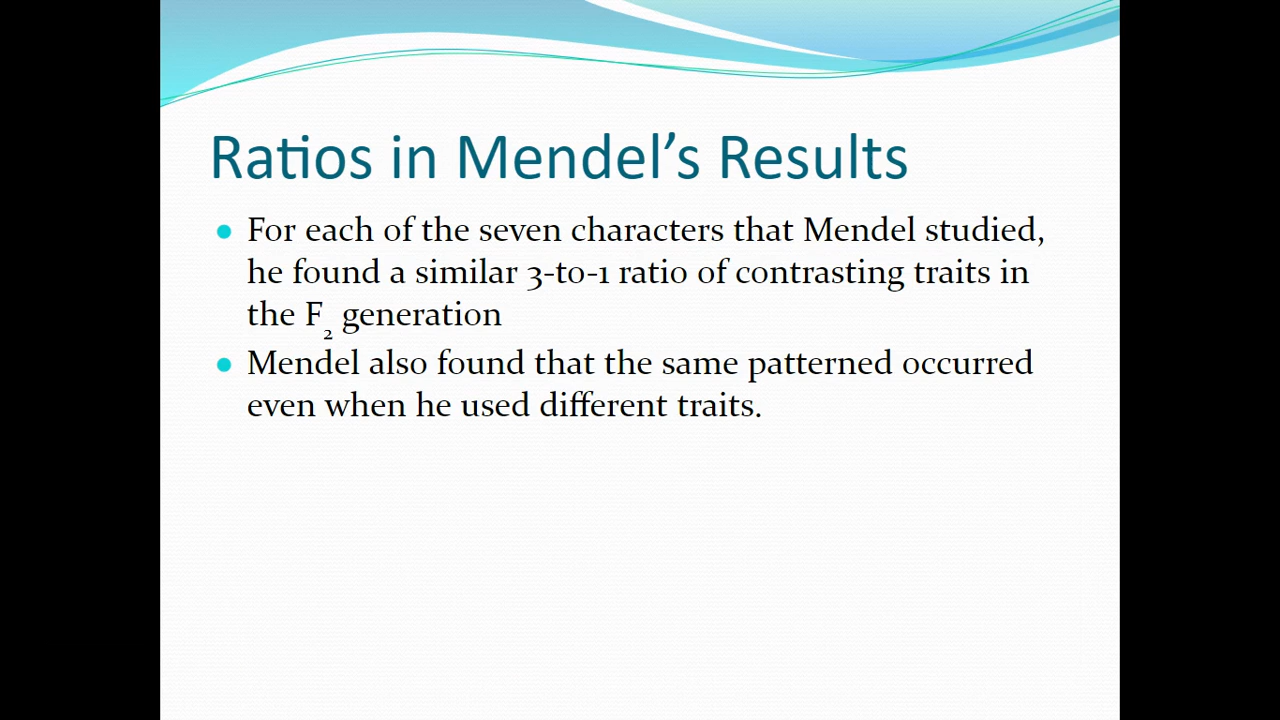 Ratios in Mendel’s Results
For each of the seven characters that Mendel studied,
he found a similar 3-to-1 ratio of contrasting traits in
the F₂ generation
Mendel also found that the same patterned occurred
even when he used different traits.